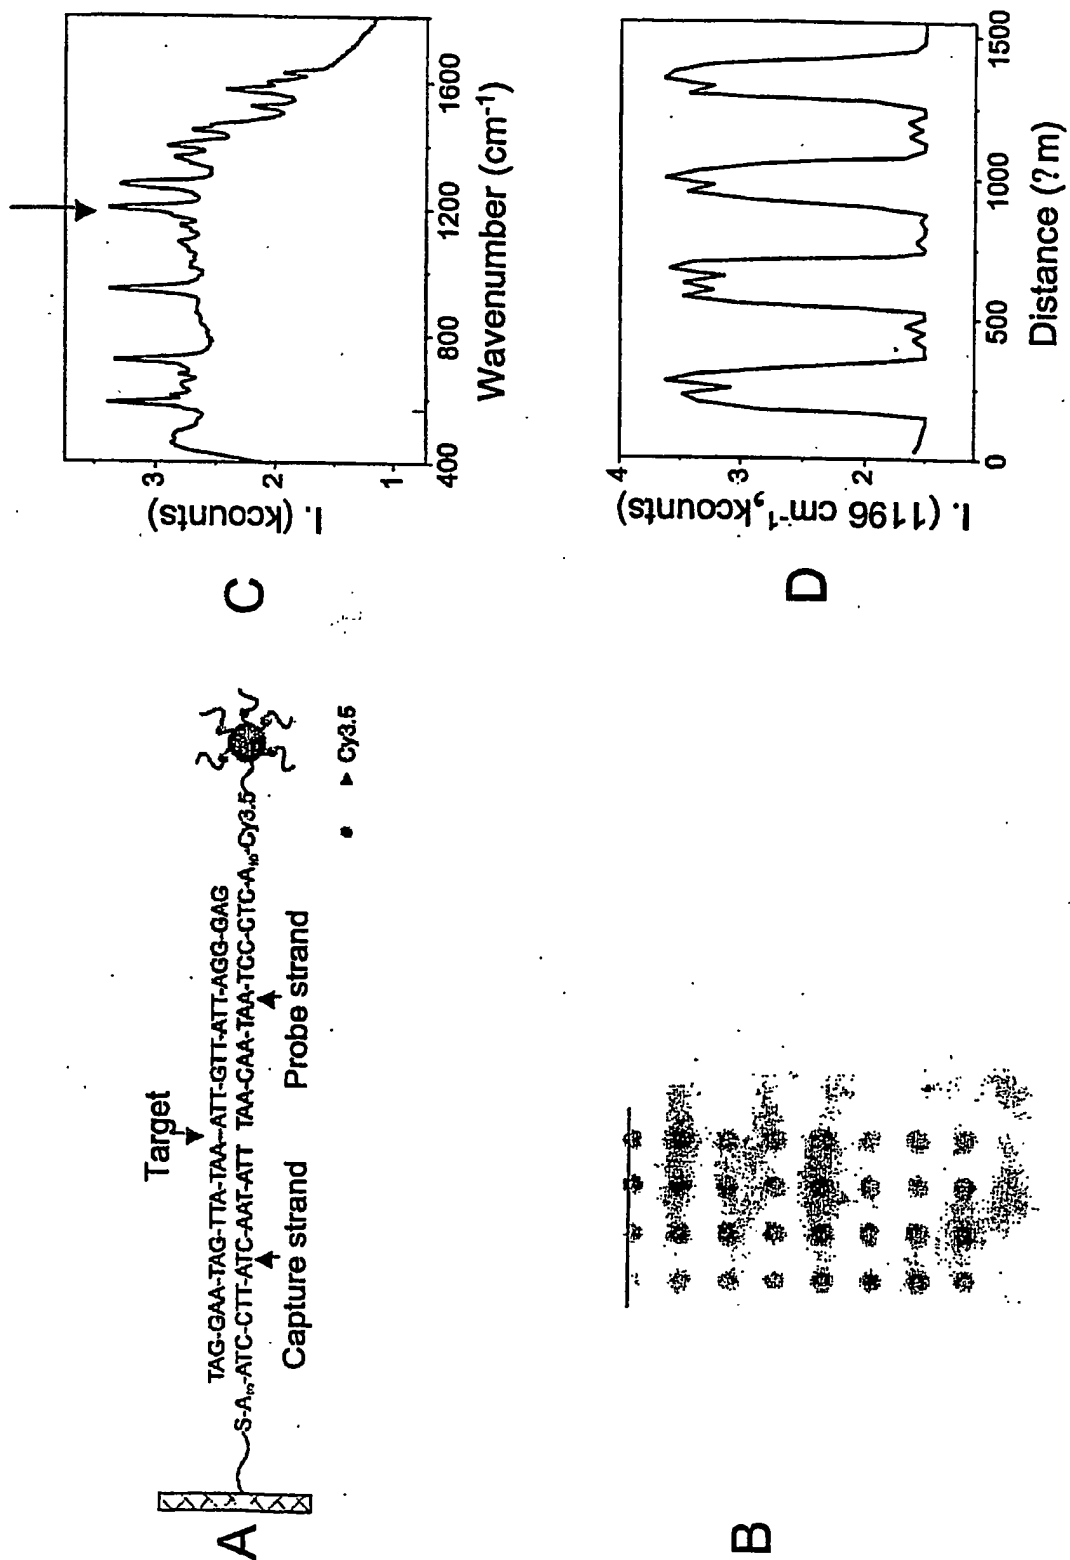 A
Target
TAG-GAA-TAG-TTA-TAA-ATT-GTT-ATT-AGG-GAG
S-A₁₀-ATC-CTT-ATC-AAT-ATT TAA-CAA-TAA-TCC-CTC-A₁₀-Cy3.5
Capture strand Probe strand
Cy3.5
B
C
I. (kcounts)
3
2
1
400 800 1200 1600
Wavenumber (cm⁻¹)
D
I. (1196 cm⁻¹, kcounts)
4
3
2
0 500 1000 1500
Distance (?m)